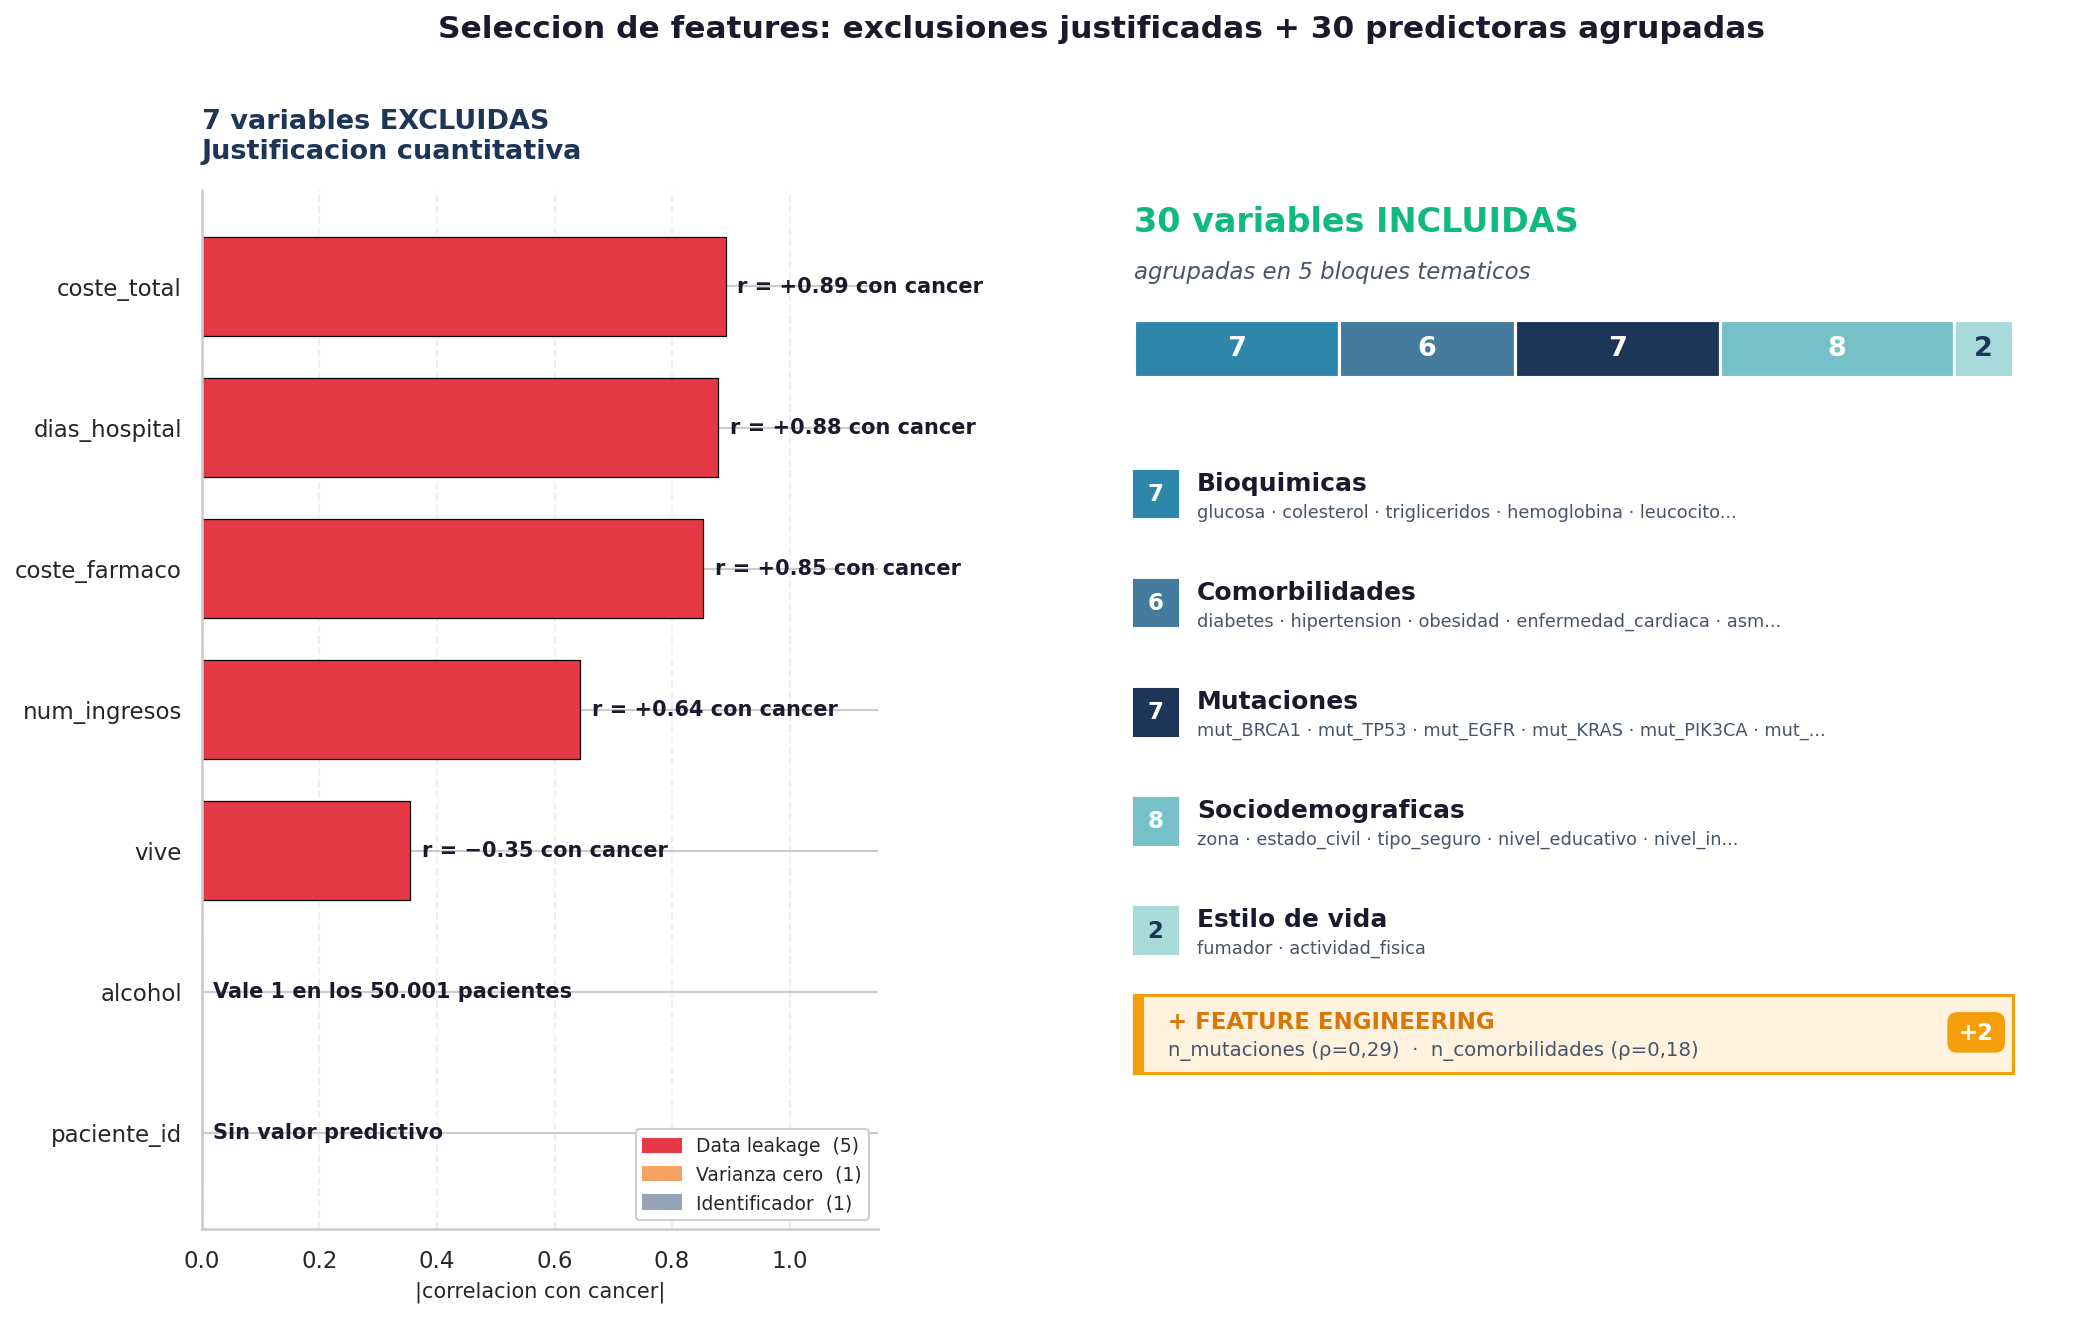 Seleccion de features: exclusiones justificadas + 30 predictoras agrupadas
7 variables EXCLUIDAS
Justificacion cuantitativa
coste_total
r = +0.89 con cancer
dias_hospital
r = +0.88 con cancer
coste_farmaco
r = +0.85 con cancer
num_ingresos
r = +0.64 con cancer
vive
r = −0.35 con cancer
alcohol
Vale 1 en los 50.001 pacientes
paciente_id
Sin valor predictivo
Data leakage (5)
Varianza cero (1)
Identificador (1)
0.0 0.2 0.4 0.6 0.8 1.0
|correlacion con cancer|
30 variables INCLUIDAS
agrupadas en 5 bloques tematicos
7 6 7 8 2
7 Bioquimicas
glucosa · colesterol · trigliceridos · hemoglobina · leucocito...
6 Comorbilidades
diabetes · hipertension · obesidad · enfermedad_cardiaca · asm...
7 Mutaciones
mut_BRCA1 · mut_TP53 · mut_EGFR · mut_KRAS · mut_PIK3CA · mut_...
8 Sociodemograficas
zona · estado_civil · tipo_seguro · nivel_educativo · nivel_in...
2 Estilo de vida
fumador · actividad_fisica
+ FEATURE ENGINEERING
n_mutaciones (ρ=0,29) · n_comorbilidades (ρ=0,18)
+2